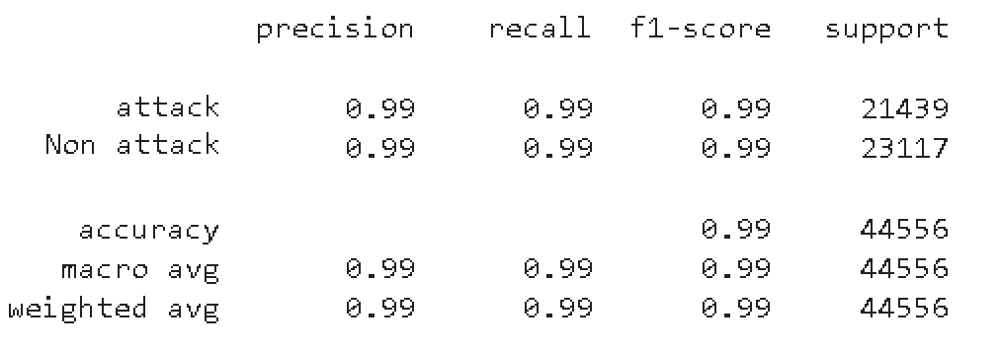 precision recall f1-score support
attack 0.99 0.99 0.99 21439
Non attack 0.99 0.99 0.99 23117
accuracy 0.99 44556
macro avg 0.99 0.99 0.99 44556
weighted avg 0.99 0.99 0.99 44556